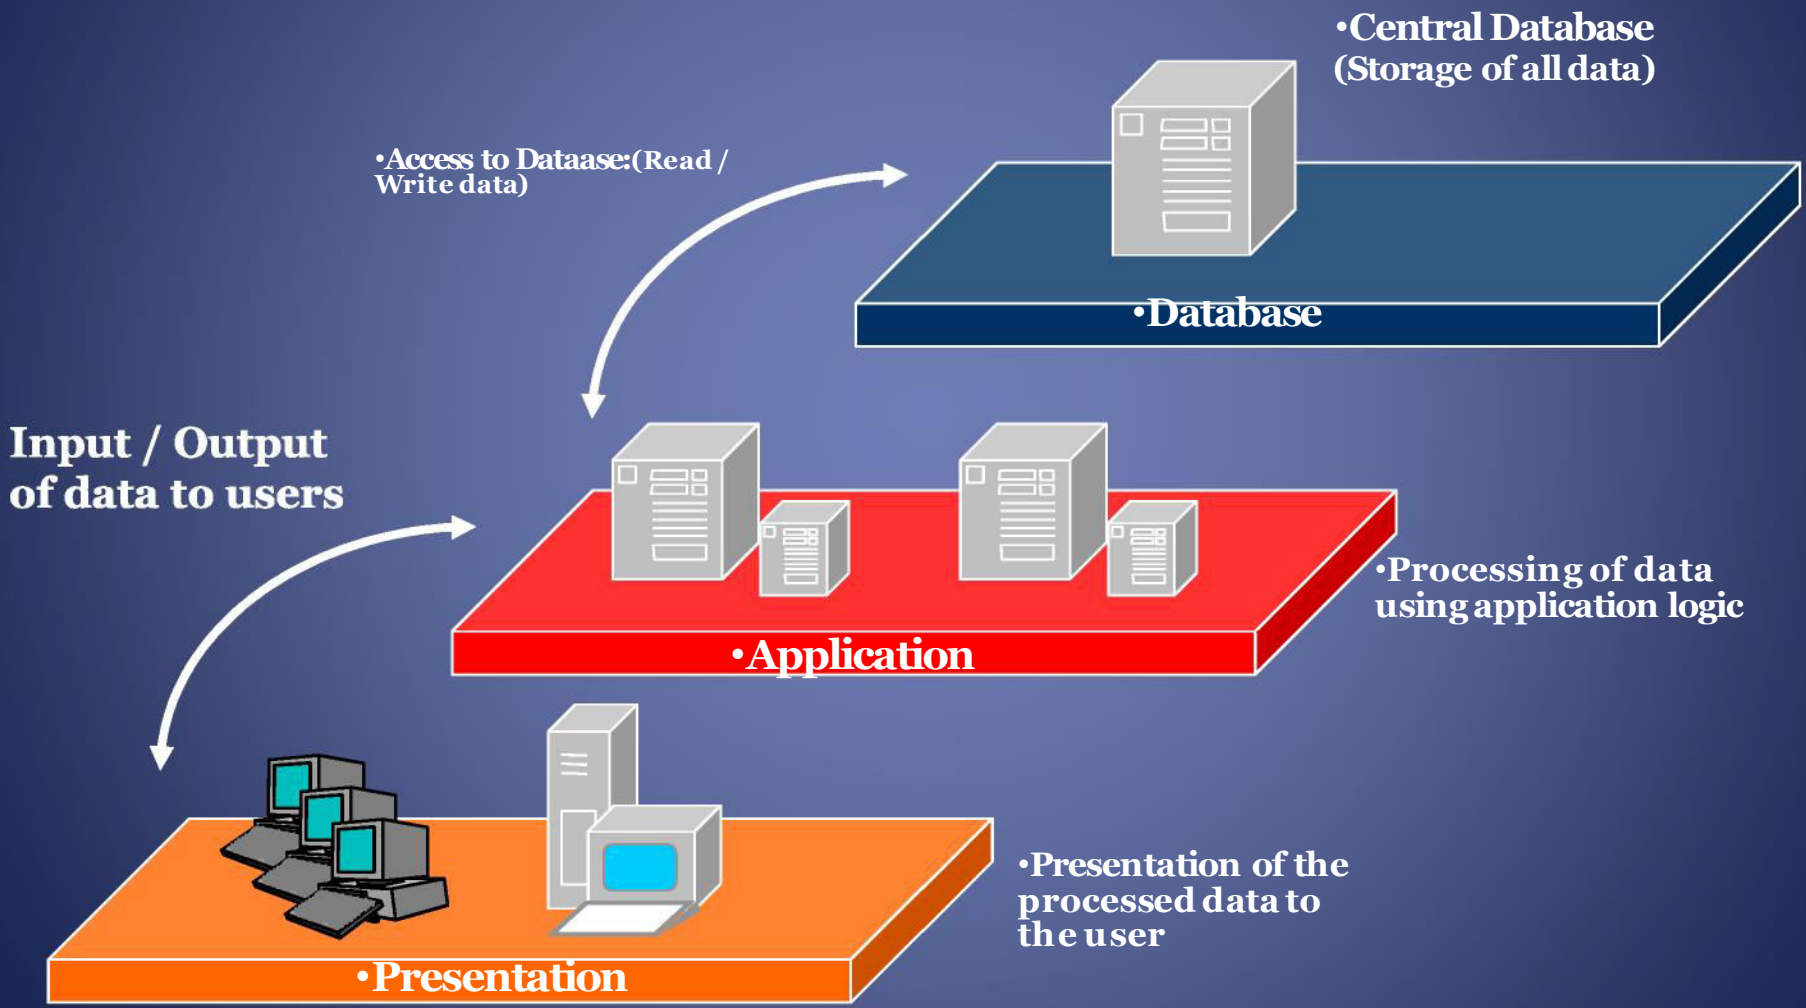 •Central Database
(Storage of all data)
•Access to Dataase:(Read /
Write data)
•Database
Input / Output
of data to users
•Processing of data
using application logic
•Application
•Presentation of the
processed data to
the user
•Presentation